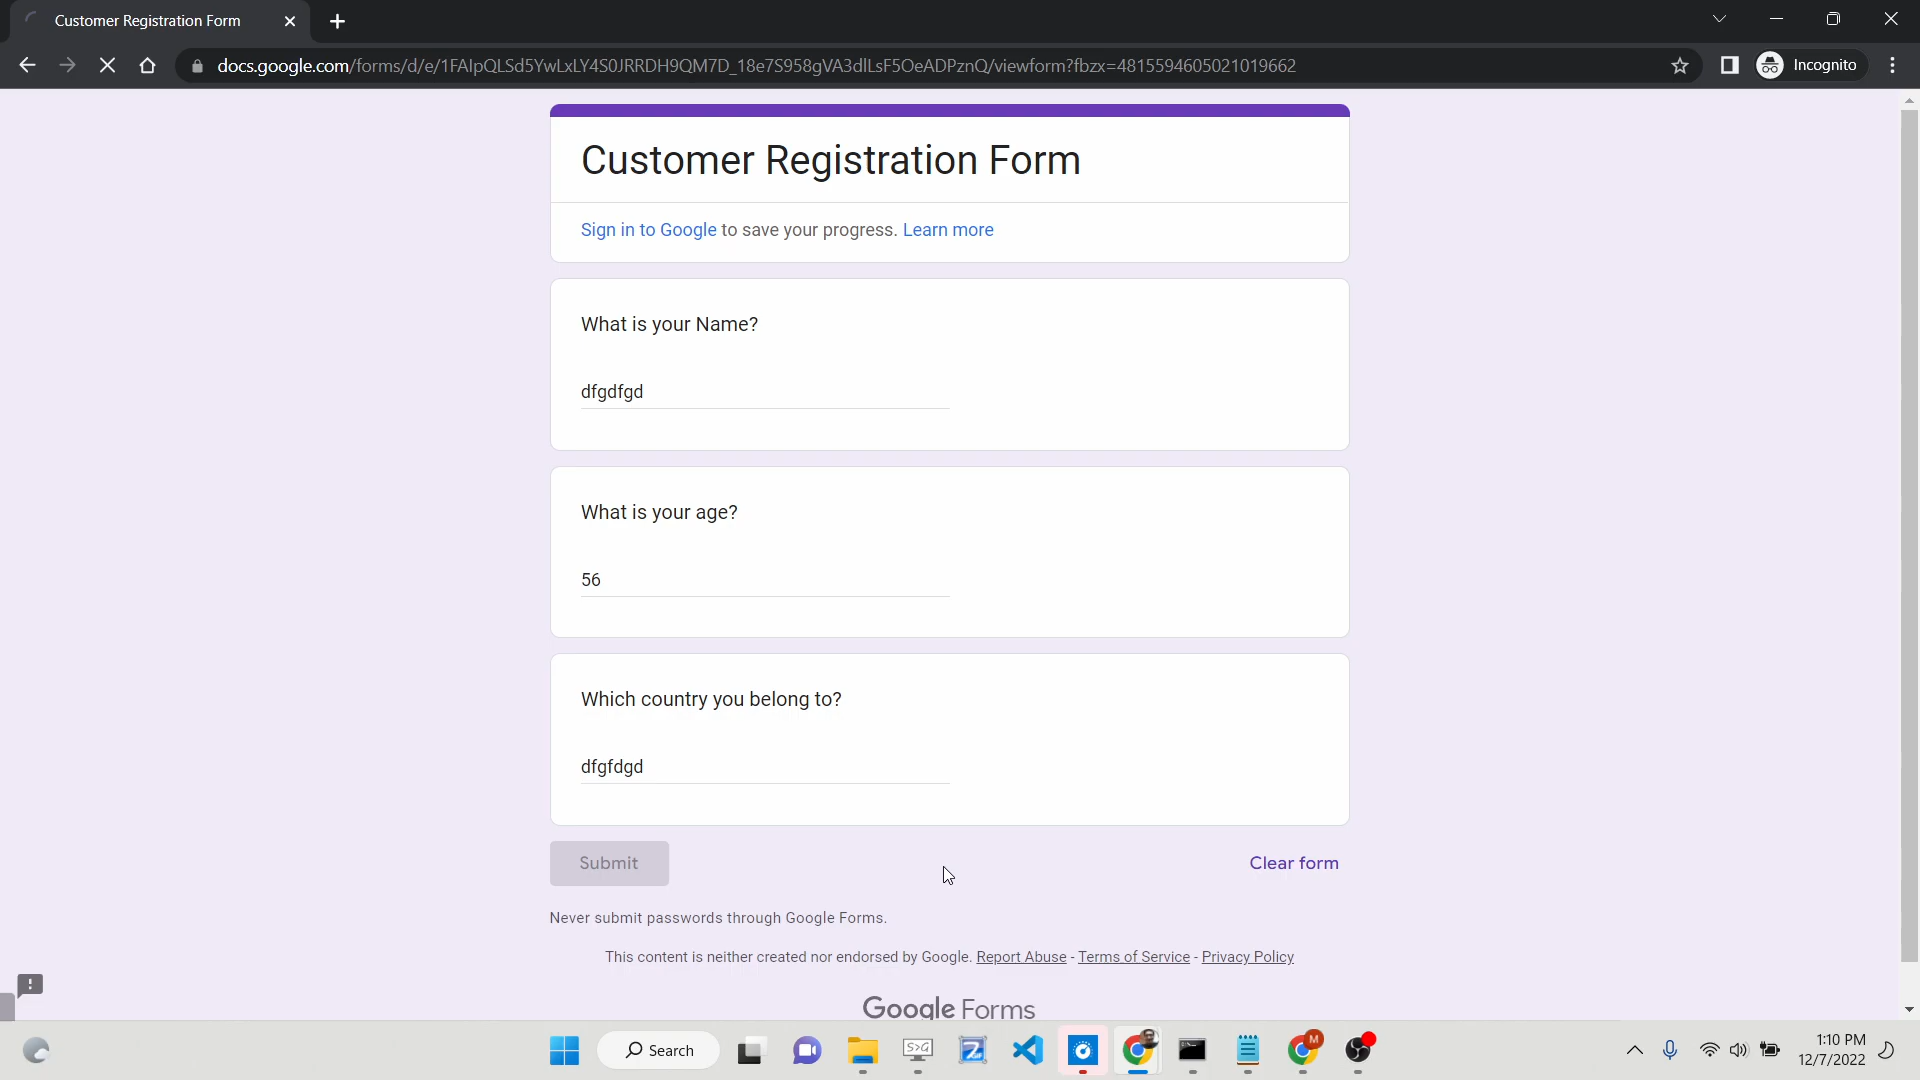 Customer Registration Form
docs.google.com/forms/d/e/1FAIpQLSd5YwLxLY4S0JRRDH9QM7D_18e7S958gVA3dlLsF5OeADPznQ/viewform?fbzx=4815594605021019662
Incognito
Customer Registration Form
Sign in to Google to save your progress. Learn more
What is your Name?
dfgdfgd
What is your age?
56
Which country you belong to?
dfgfdgd
Submit
Clear form
Never submit passwords through Google Forms.
This content is neither created nor endorsed by Google. Report Abuse - Terms of Service - Privacy Policy
Google Forms
Search
S>G
M
1:10 PM
12/7/2022